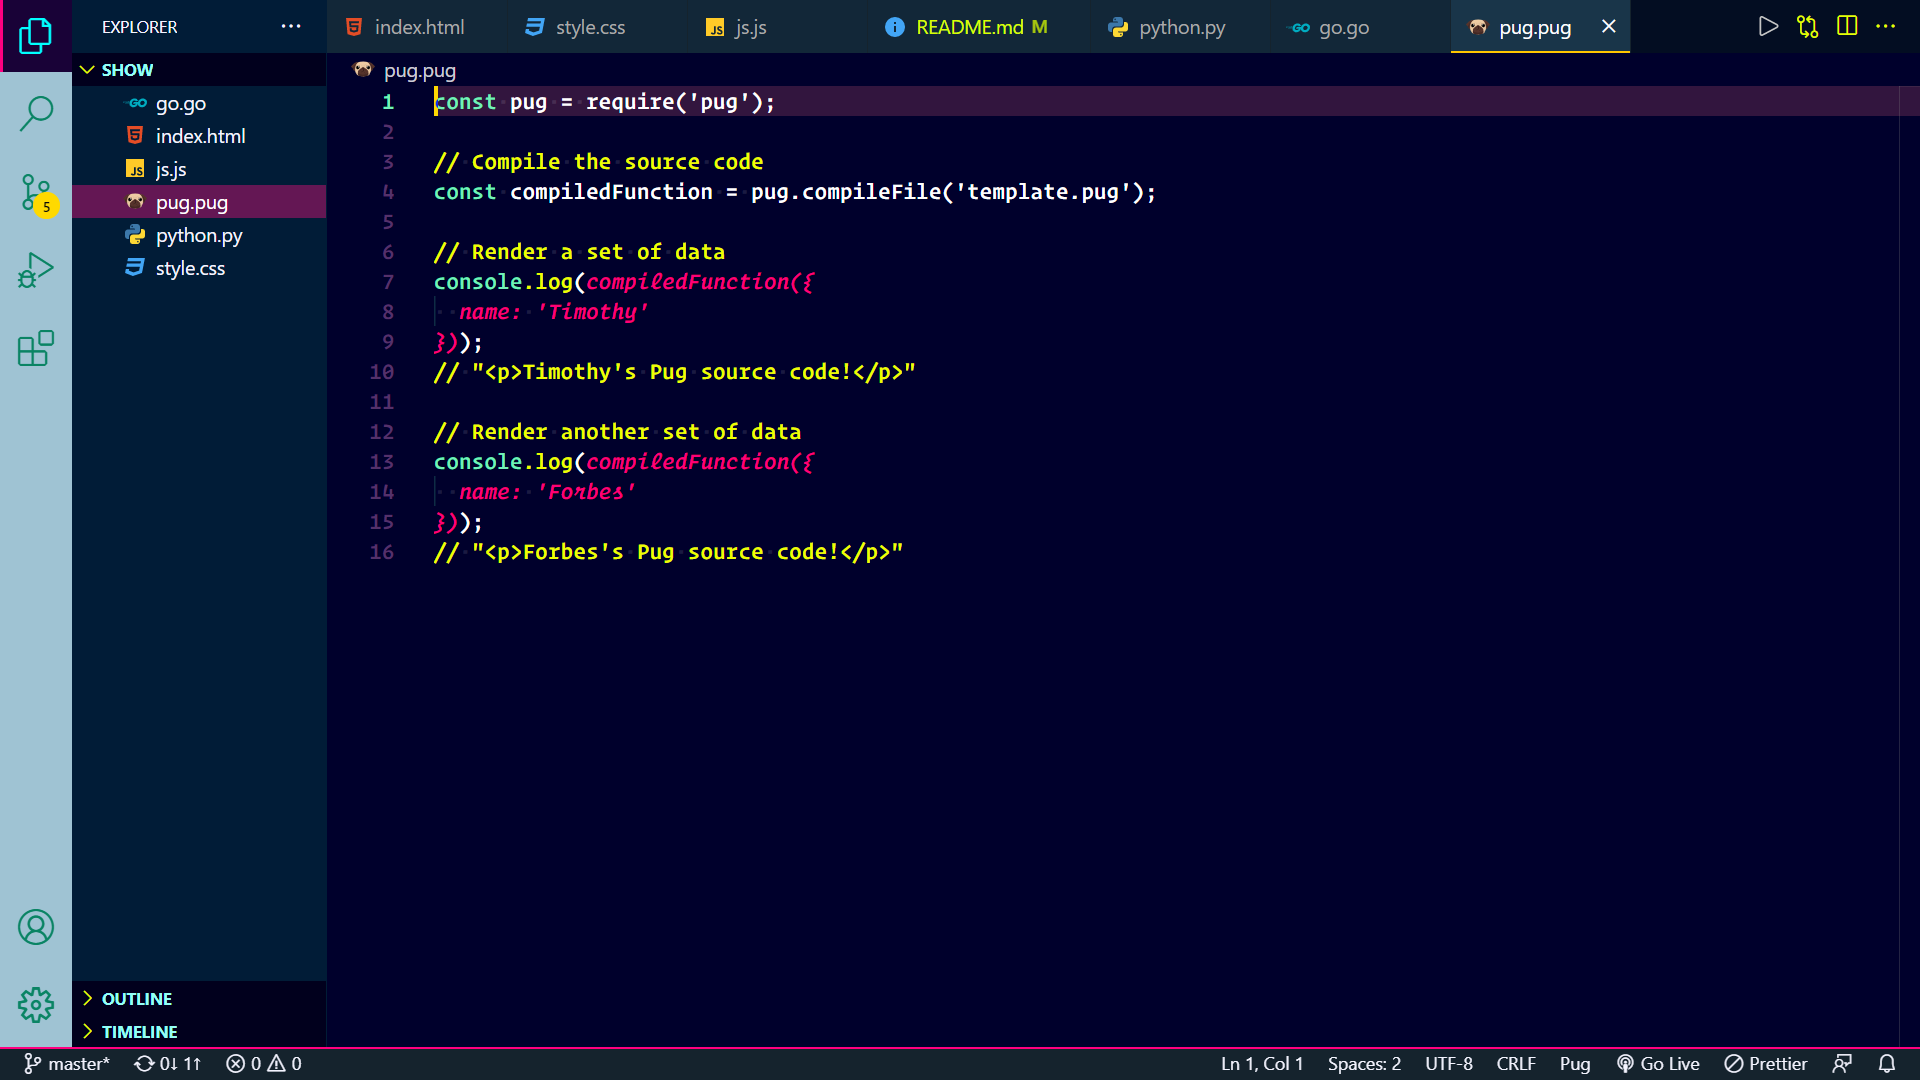 EXPLORER
index.html
style.css
js.js
README.md M
python.py
go.go
pug.pug
SHOW
go.go
index.html
js.js
pug.pug
python.py
style.css
5
pug.pug
1 const pug = require('pug');
2
3 // Compile the source code
4 const compiledFunction = pug.compileFile('template.pug');
5
6 // Render a set of data
7 console.log(compiledFunction({
8   name: 'Timothy'
9 }));
10 // "<p>Timothy's Pug source code!</p>"
11
12 // Render another set of data
13 console.log(compiledFunction({
14   name: 'Forbes'
15 }));
16 // "<p>Forbes's Pug source code!</p>"
OUTLINE
TIMELINE
master* 0↓ 1↑ 0 0 Ln 1, Col 1 Spaces: 2 UTF-8 CRLF Pug Go Live Prettier